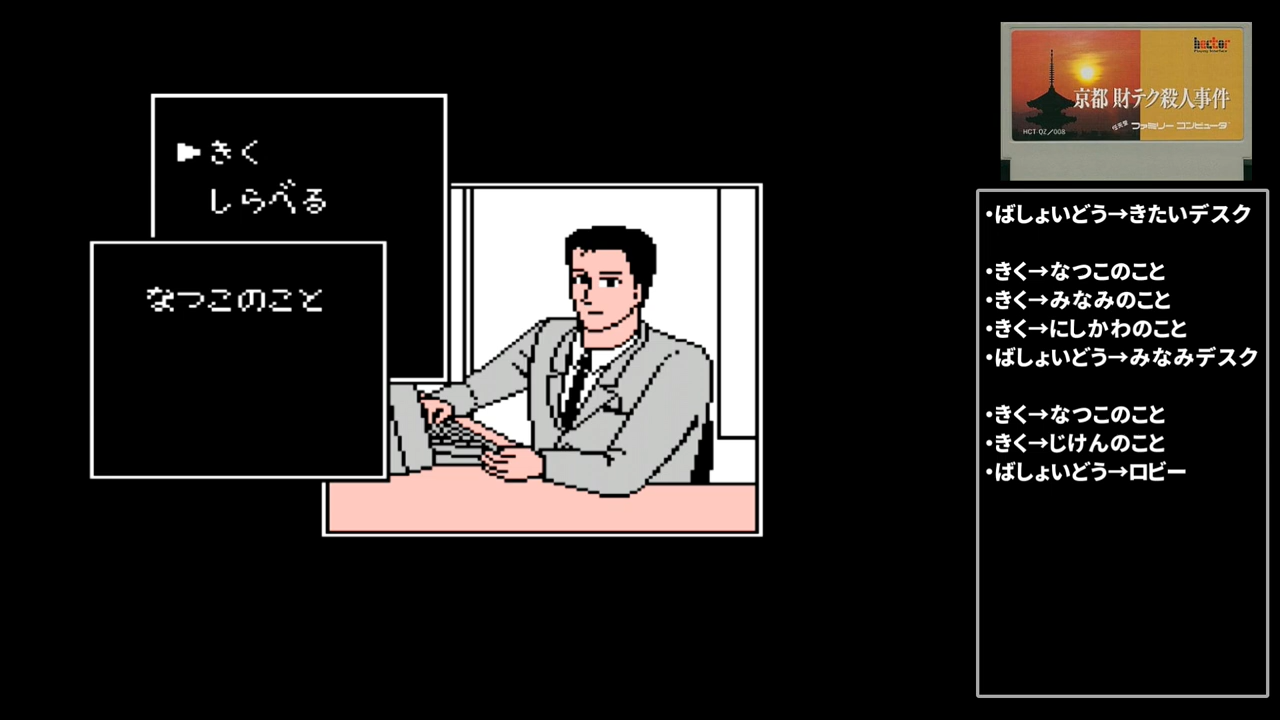 きく
しらべる
なつこのこと
hector
京都 財テク殺人事件
HCT QZ/008
任天堂 ファミリーコンピュータ
・ばしょいどう→きたいデスク
・きく→なつこのこと
・きく→みなみのこと
・きく→にしかわのこと
・ばしょいどう→みなみデスク
・きく→なつこのこと
・きく→じけんのこと
・ばしょいどう→ロビー